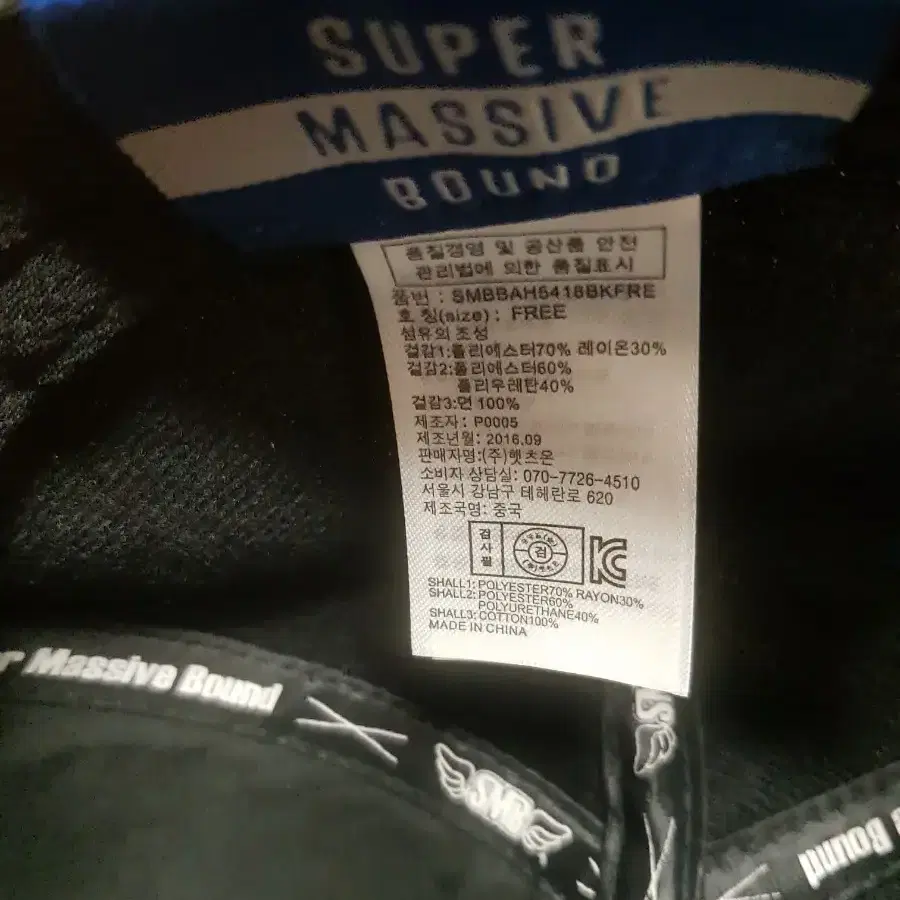 SUPER
MASSIVE
BOUND
품질경영 및 공산품 안전
관리법에 의한 품질표시
품번 : SMBBAH5418BKFRE
호 칭(size) : FREE
섬유의 조성
겉감1:폴리에스터70% 레이온30%
겉감2:폴리에스터60%
폴리우레탄40%
겉감3:면 100%
제조자 : P0005
제조년월: 2016.09
판매자명:(주)햇츠온
소비자 상담실: 070-7726-4510
서울시 강남구 테헤란로 620
제조국명: 중국
검사필
검
SHALL1: POLYESTER70% RAYON30%
SHALL2: POLYESTER60%
POLYURETHANE40%
SHALL3: COTTON100%
MADE IN CHINA
r Massive Bound
SMB
Bound